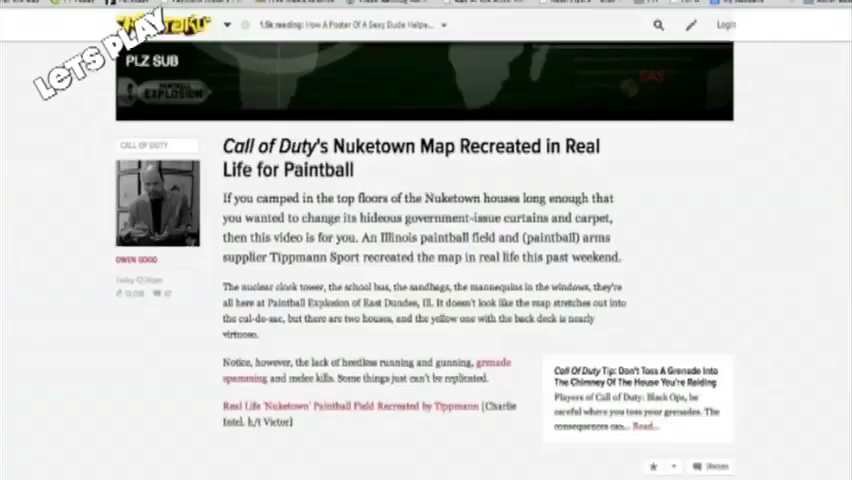 LETS PLAY
1.5k reading: How A Poster Of A Sexy Dude Helpe...
Login
PLZ SUB
PAINTBALL
EXPLOSION
SAS
CALL OF DUTY
Call of Duty's Nuketown Map Recreated in Real
Life for Paintball
If you camped in the top floors of the Nuketown houses long enough that
you wanted to change its hideous government-issue curtains and carpet,
then this video is for you. An Illinois paintball field and (paintball) arms
supplier Tippmann Sport recreated the map in real life this past weekend.
OWEN GOOD
The nuclear clock tower, the school bus, the sandbags, the mannequins in the windows, they're
all here at Paintball Explosion of East Dundee, Ill. It doesn't look like the map stretches out into
the cul-de-sac, but there are two houses, and the yellow one with the back deck is nearly
virtuoso.
Notice, however, the lack of heedless running and gunning, grenade
spamming and melee kills. Some things just can't be replicated.
Real Life 'Nuketown' Paintball Field Recreated by Tippmann [Charlie
Intel. h/t Victor]
Call Of Duty Tip: Don't Toss A Grenade Into
The Chimney Of The House You're Raiding
Players of Call of Duty: Black Ops, be
careful where you toss your grenades. The
consequences can... Read...
Discuss